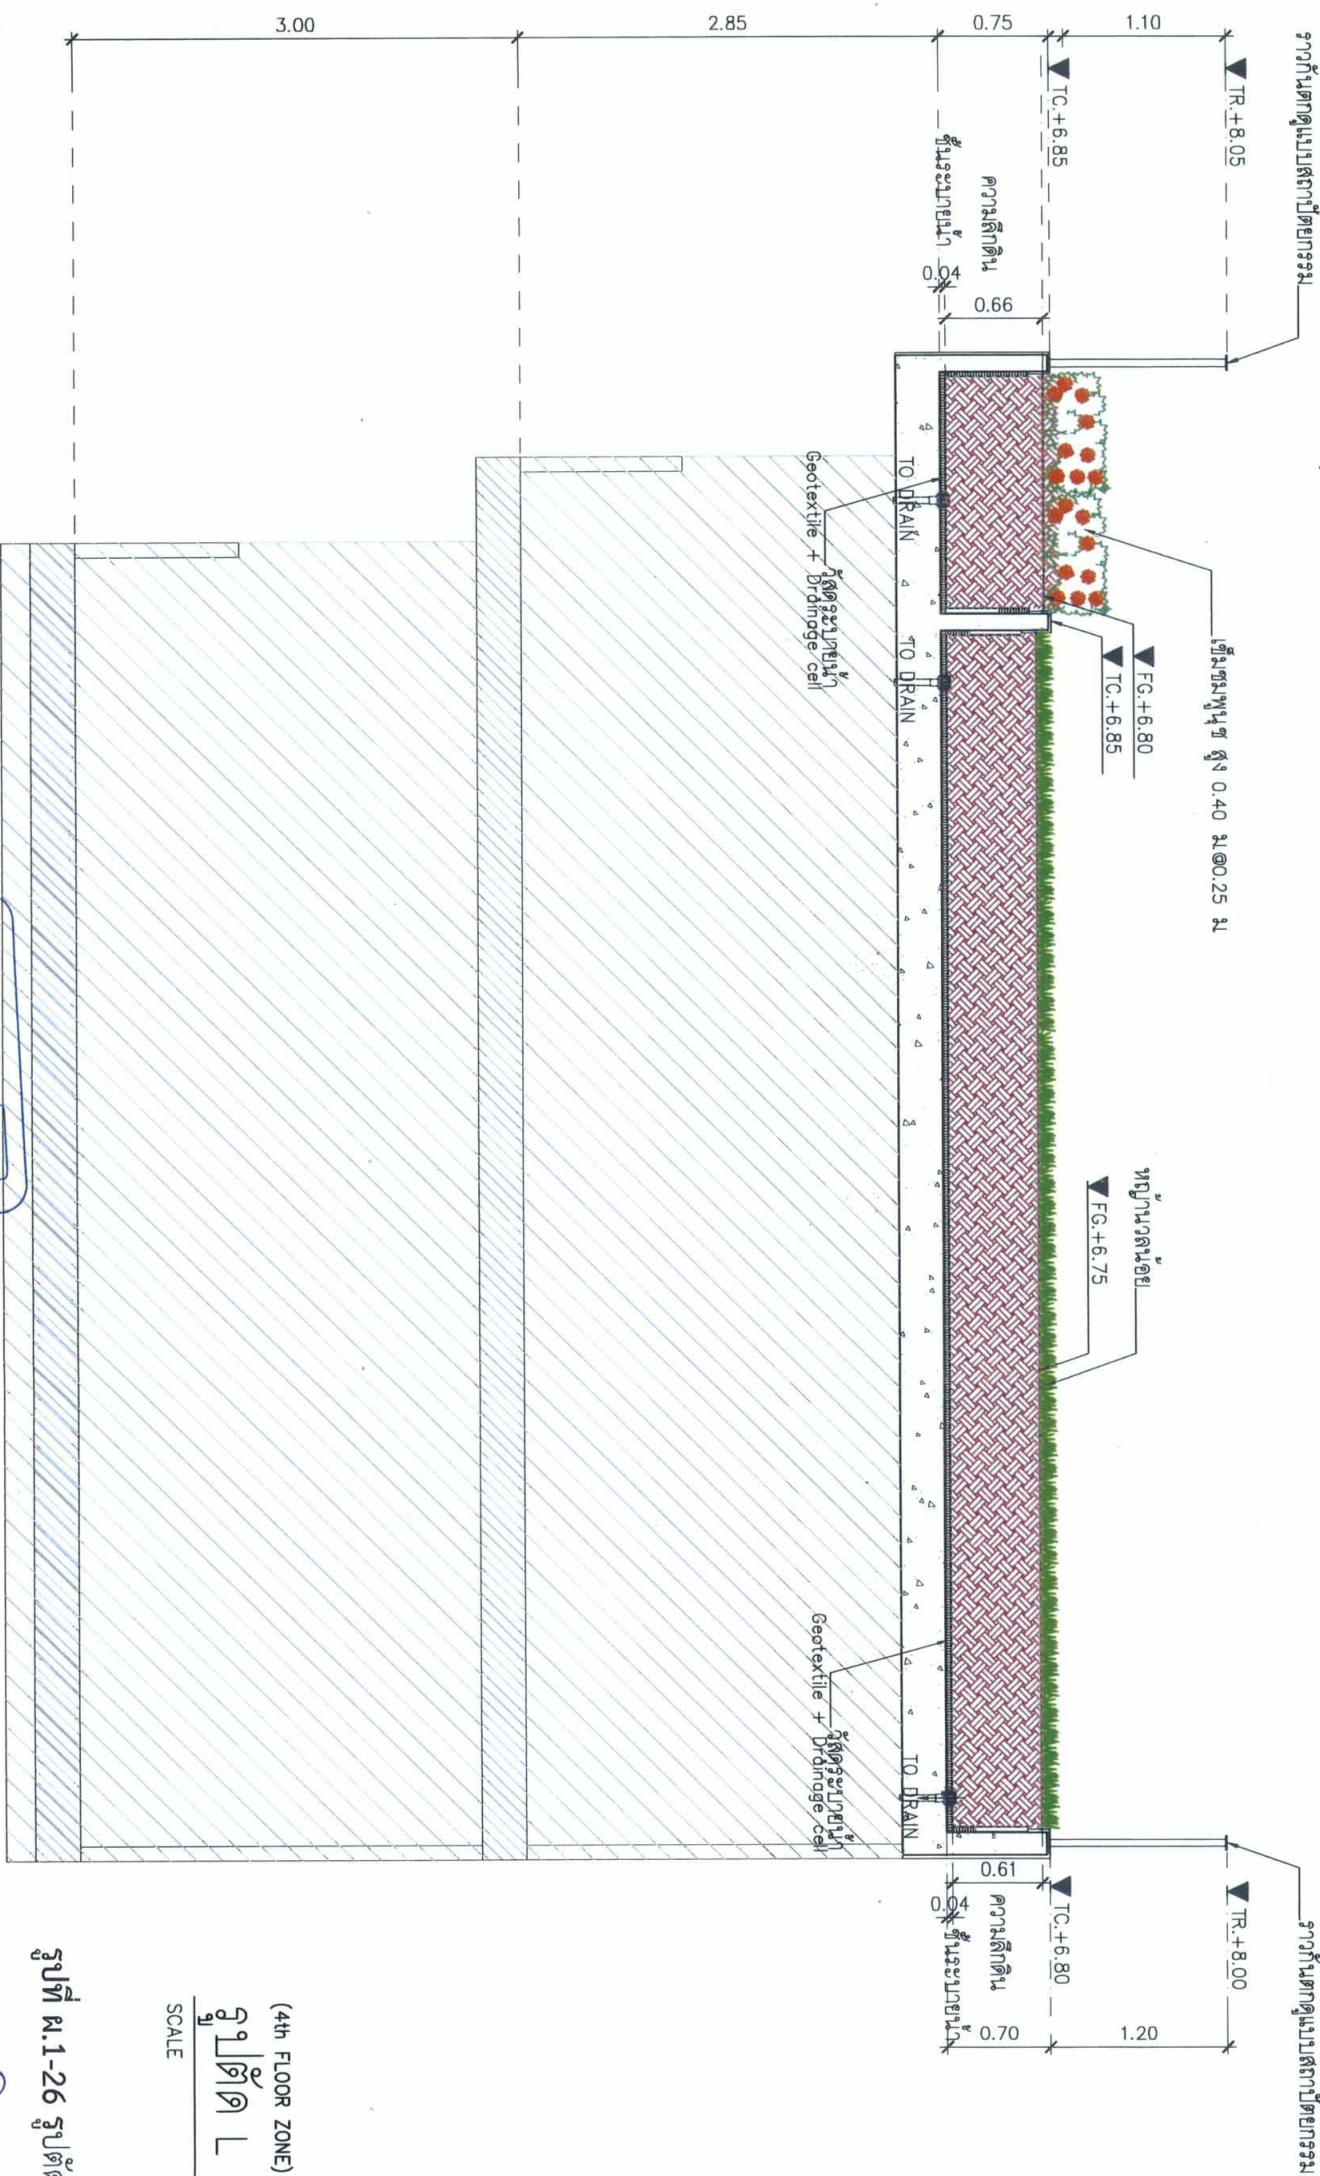 ราวกันตกดูแบบสถาปัตยกรรม
ราวกันตกดูแบบสถาปัตยกรรม
1.10
0.75
2.85
3.00
TR.+8.05
TC.+6.85
ความลึกดิน
ชั้นระบายน้ำ
0.04
0.66
เข็มชมพูนุช สูง 0.40 ม.@0.25 ม
FG.+6.80
TC.+6.85
หญ้านวลน้อย
FG.+6.75
TO DRAIN
TO DRAIN
TO DRAIN
วัสดุระบายน้ำ
Geotextile + Drainage cell
วัสดุระบายน้ำ
Geotextile + Drainage cell
TR.+8.00
TC.+6.80
1.20
0.70
0.61
ความลึกดิน
0.04
ชั้นระบายน้ำ
(4th FLOOR ZONE)
รูปตัด L
SCALE
รูปที่ ผ.1-26 รูปตัด